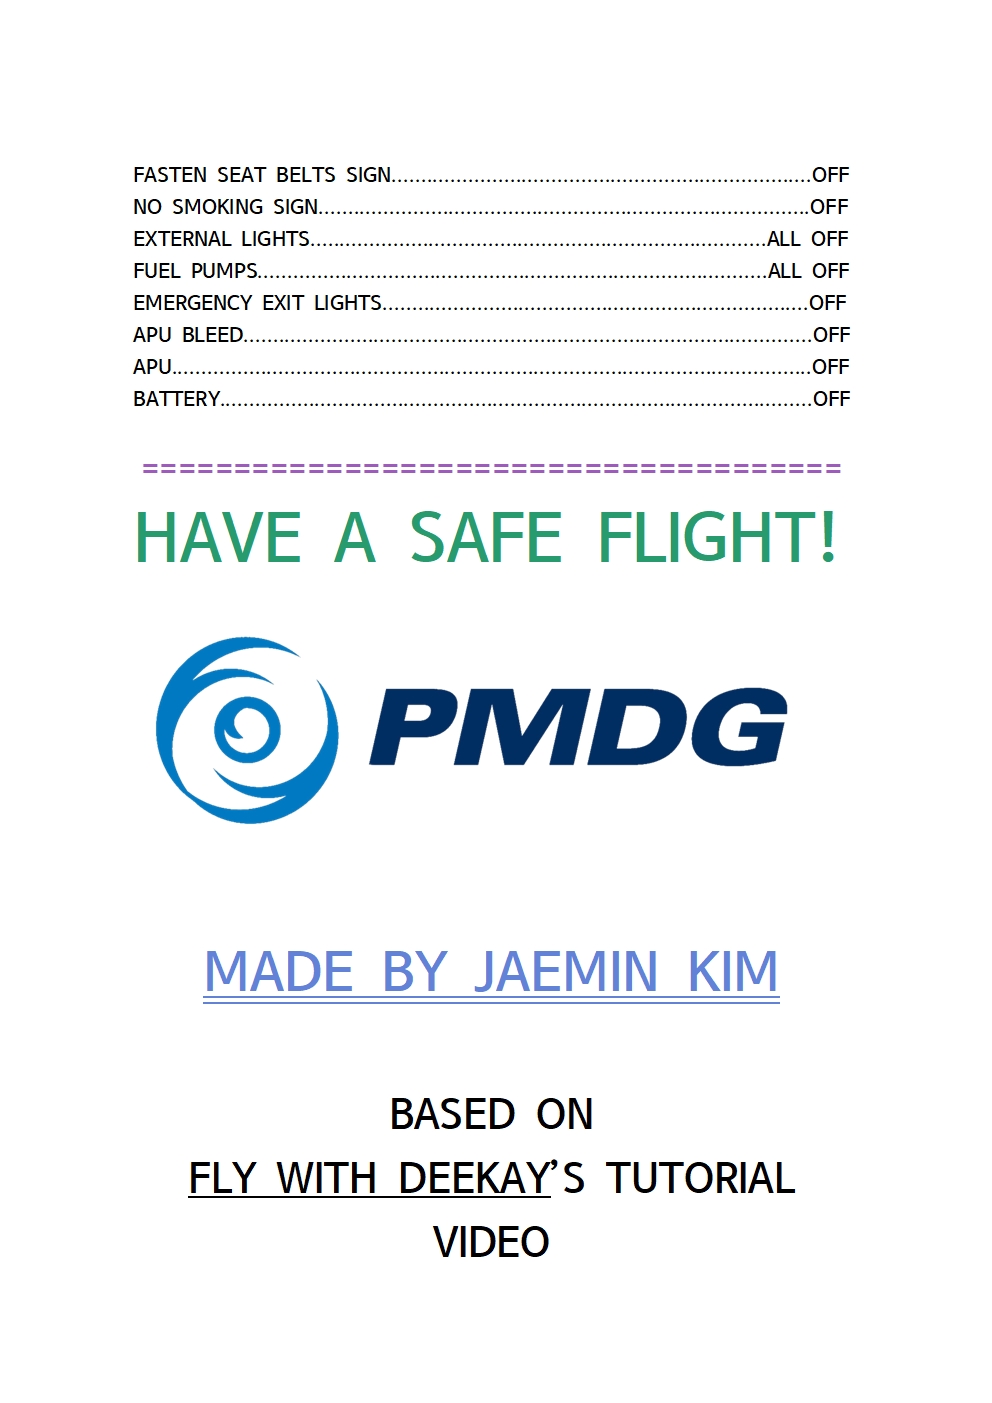 FASTEN SEAT BELTS SIGN......................................................................OFF
NO SMOKING SIGN..................................................................................OFF
EXTERNAL LIGHTS............................................................................ALL OFF
FUEL PUMPS.....................................................................................ALL OFF
EMERGENCY EXIT LIGHTS.......................................................................OFF
APU BLEED...............................................................................................OFF
APU..........................................................................................................OFF
BATTERY...................................................................................................OFF
======================================
HAVE A SAFE FLIGHT!
PMDG
MADE BY JAEMIN KIM
BASED ON
FLY WITH DEEKAY’S TUTORIAL
VIDEO